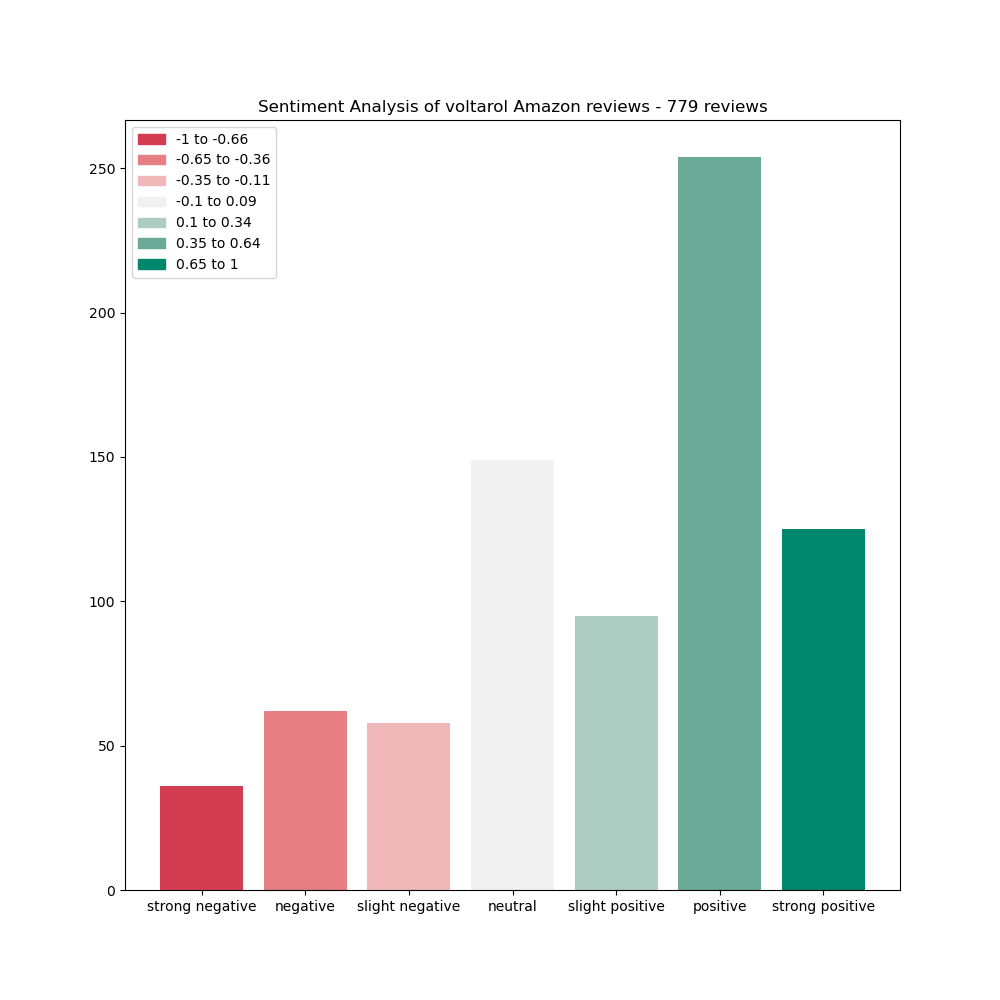 Sentiment Analysis of voltarol Amazon reviews - 779 reviews
-1 to -0.66
-0.65 to -0.36
-0.35 to -0.11
-0.1 to 0.09
0.1 to 0.34
0.35 to 0.64
0.65 to 1
250
200
150
100
50
0
strong negative negative slight negative neutral slight positive positive strong positive